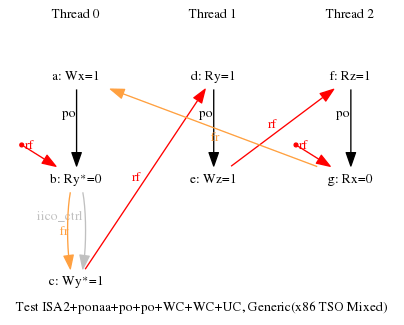 Thread 0 Thread 1 Thread 2
a: Wx=1 d: Ry=1 f: Rz=1
po po po
rf fr rf rf
rf
b: Ry*=0 e: Wz=1 g: Rx=0
iico_ctrl
fr
c: Wy*=1
Test ISA2+ponaa+po+po+WC+WC+UC, Generic(x86 TSO Mixed)